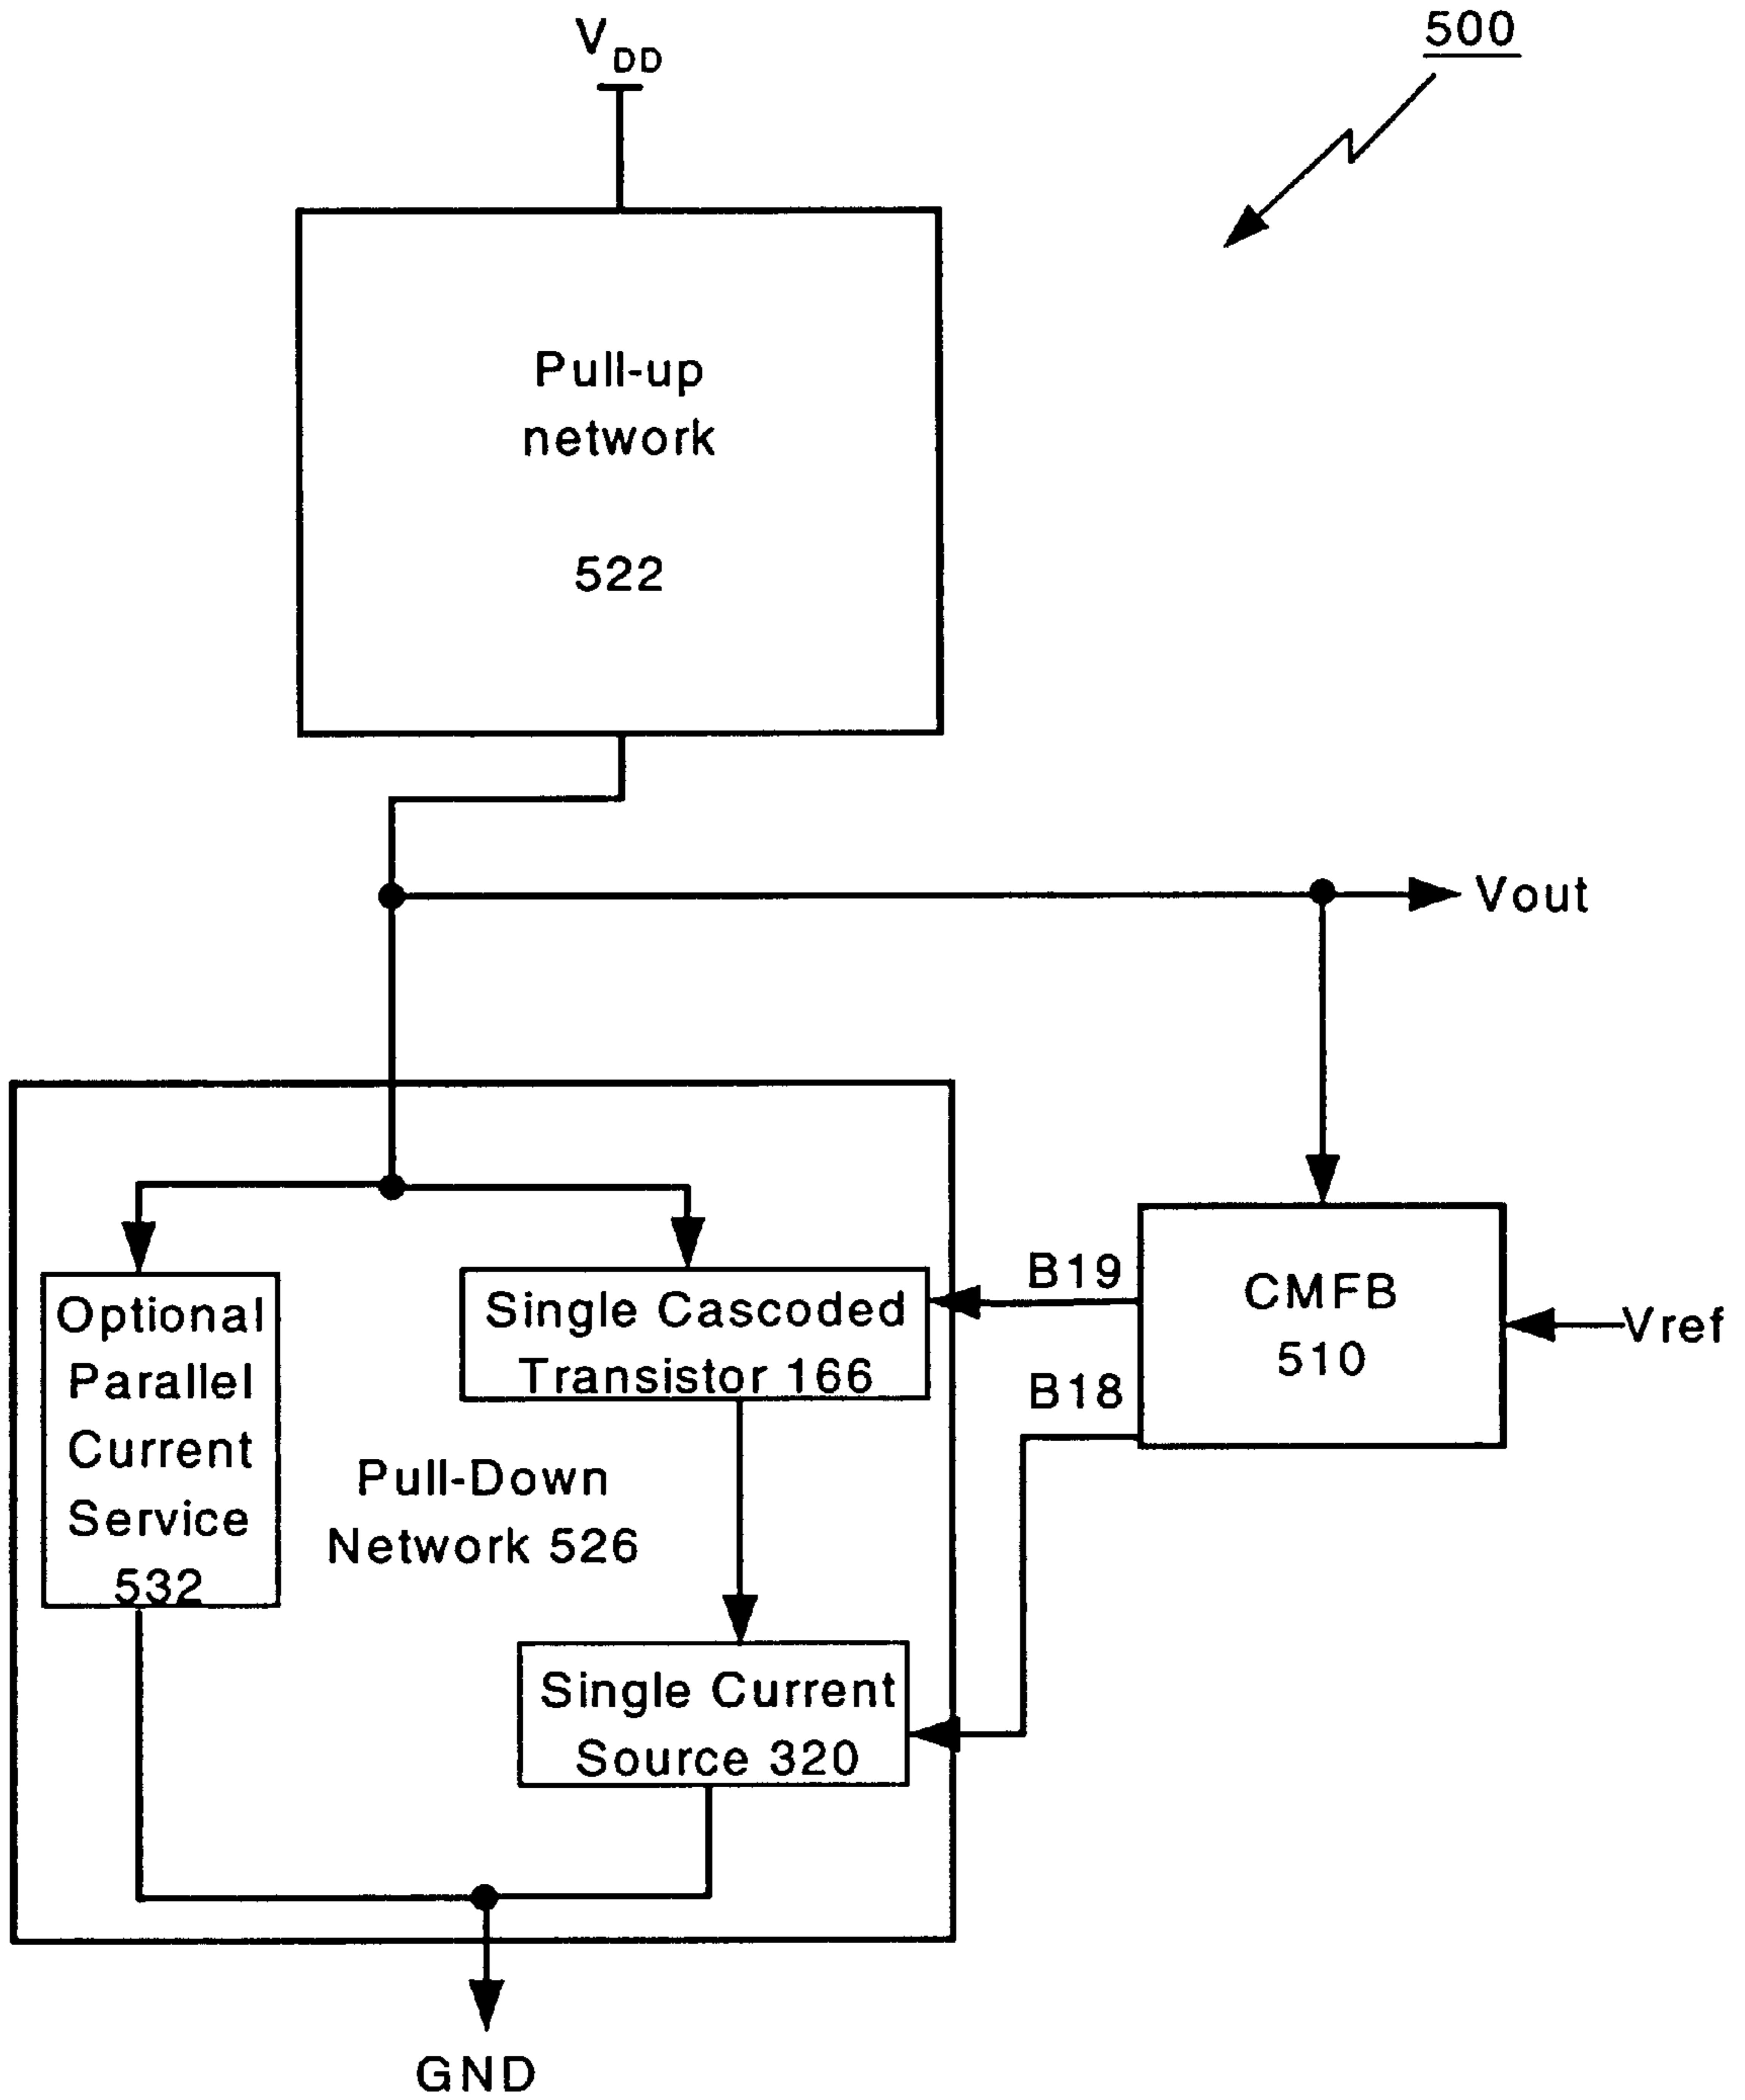 500
VDD
Pull-up
network
522
Vout
B19
CMFB
510
Vref
B18
Optional
Parallel
Current
Service
532
Single Cascoded
Transistor 166
Pull-Down
Network 526
Single Current
Source 320
GND